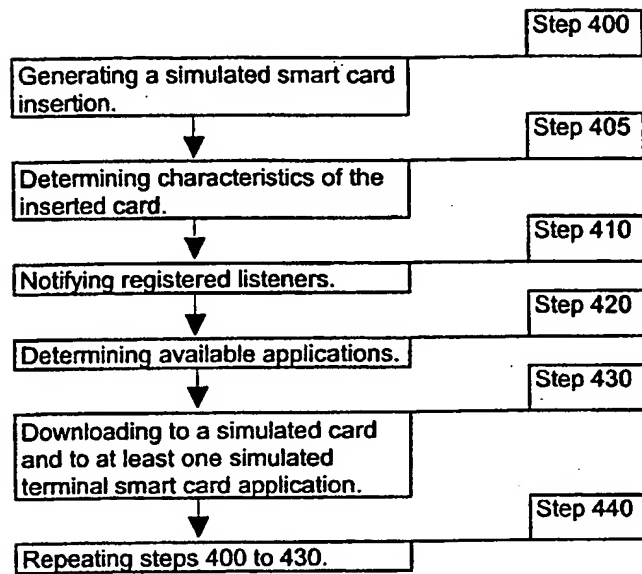 Step 400
Generating a simulated smart card
insertion.
Step 405
Determining characteristics of the
inserted card.
Step 410
Notifying registered listeners.
Step 420
Determining available applications.
Step 430
Downloading to a simulated card
and to at least one simulated
terminal smart card application.
Step 440
Repeating steps 400 to 430.